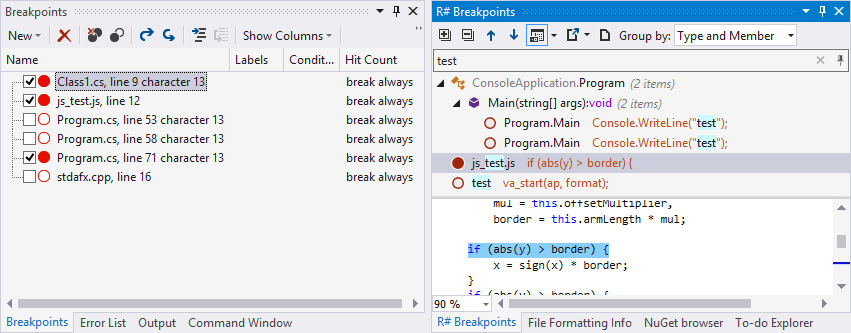 Breakpoints
New
Show Columns
Name Labels Condit... Hit Count
Class1.cs, line 9 character 13 break always
js_test.js, line 12 break always
Program.cs, line 53 character 13 break always
Program.cs, line 58 character 13 break always
Program.cs, line 71 character 13 break always
stdafx.cpp, line 16 break always
Breakpoints Error List Output Command Window
R# Breakpoints
Group by: Type and Member
test
ConsoleApplication.Program (2 items)
Main(string[] args):void (2 items)
Program.Main Console.WriteLine("test");
Program.Main Console.WriteLine("test");
js_test.js if (abs(y) > border) {
test va_start(ap, format);
mul = this.offsetMultiplier,
border = this.armLength * mul;
if (abs(y) > border) {
x = sign(x) * border;
}
if (abs(y) > border) {
90 %
R# Breakpoints File Formatting Info NuGet browser To-do Explorer